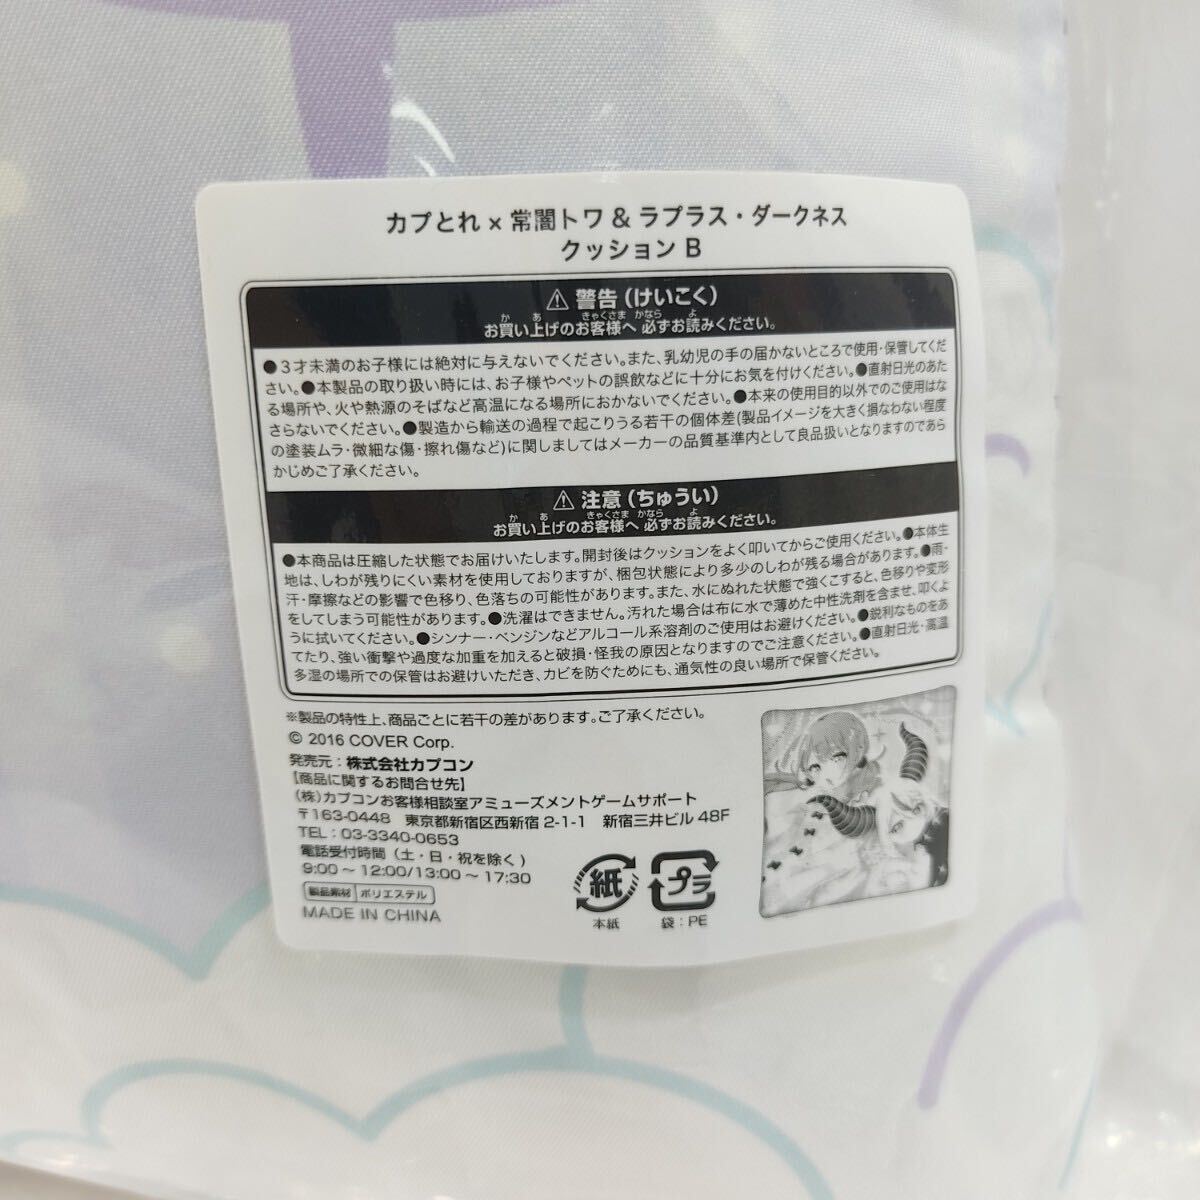 カプとれ×常闇トワ&ラプラス・ダークネス
クッション B
⚠警告(けいこく)
お買い上げのお客様へ 必ずお読みください。
●3才未満のお子様には絶対に与えないでください。また、乳幼児の手の届かないところで使用・保管してくだ
さい。●本製品の取り扱い時には、お子様やペットの誤飲などに十分にお気を付けください。●直射日光のあた
る場所や、火や熱源のそばなど高温になる場所におかないでください。●本来の使用目的以外でのご使用はな
さらないでください。●製造から輸送の過程で起こりうる若干の個体差(製品イメージを大きく損なわない程度
の塗装ムラ・微細な傷・擦れ傷など)に関しましてはメーカーの品質基準内として良品扱いとなりますのであら
かじめご了承ください。
⚠注意(ちゅうい)
お買い上げのお客様へ 必ずお読みください。
●本商品は圧縮した状態でお届けいたします。開封後はクッションをよく叩いてからご使用ください。●本体生
地は、しわが残りにくい素材を使用しておりますが、梱包状態により多少のしわが残る場合があります。●雨・
汗・摩擦などの影響で色移り、色落ちの可能性があります。また、水にぬれた状態で強くこすると、色移りや変形
をしてしまう可能性があります。●洗濯はできません。汚れた場合は布に水で薄めた中性洗剤を含ませ、叩くよ
うに拭いてください。●シンナー・ベンジンなどアルコール系溶剤のご使用はお避けください。●鋭利なものをあ
てたり、強い衝撃や過度な加重を加えると破損・怪我の原因となりますのでご注意ください。●直射日光・高温
多湿の場所での保管はお避けいただき、カビを防ぐためにも、通気性の良い場所で保管ください。
※製品の特性上、商品ごとに若干の差があります。ご了承ください。
© 2016 COVER Corp.
発売元:株式会社カプコン
【商品に関するお問合せ先】
(株)カプコンお客様相談室アミューズメントゲームサポート
〒163-0448 東京都新宿区西新宿 2-1-1 新宿三井ビル 48F
TEL:03-3340-0653
電話受付時間(土・日・祝を除く)
9:00~12:00/13:00~17:30
製品素材 ポリエステル
MADE IN CHINA
紙
本紙
プラ
袋:PE